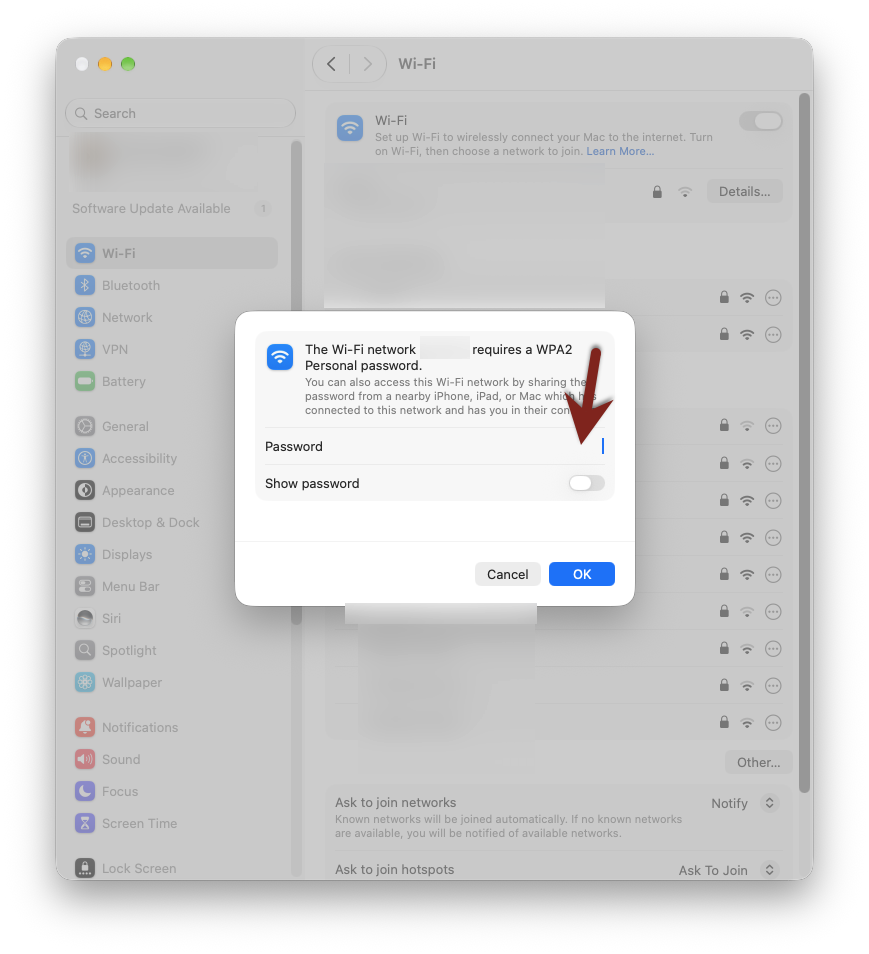 Wi-Fi
Search
Software Update Available 1
Wi-Fi
Bluetooth
Network
VPN
Battery
General
Accessibility
Appearance
Desktop & Dock
Displays
Menu Bar
Siri
Spotlight
Wallpaper
Notifications
Sound
Focus
Screen Time
Lock Screen
Wi-Fi
Set up Wi-Fi to wirelessly connect your Mac to the internet. Turn
on Wi-Fi, then choose a network to join. Learn More...
Details...
The Wi-Fi network requires a WPA2
Personal password.
You can also access this Wi-Fi network by sharing the
password from a nearby iPhone, iPad, or Mac which
connected to this network and has you in their
Password
Show password
Cancel
OK
Other...
Ask to join networks
Notify
Known networks will be joined automatically. If no known networks
are available, you will be notified of available networks.
Ask to join hotspots
Ask To Join